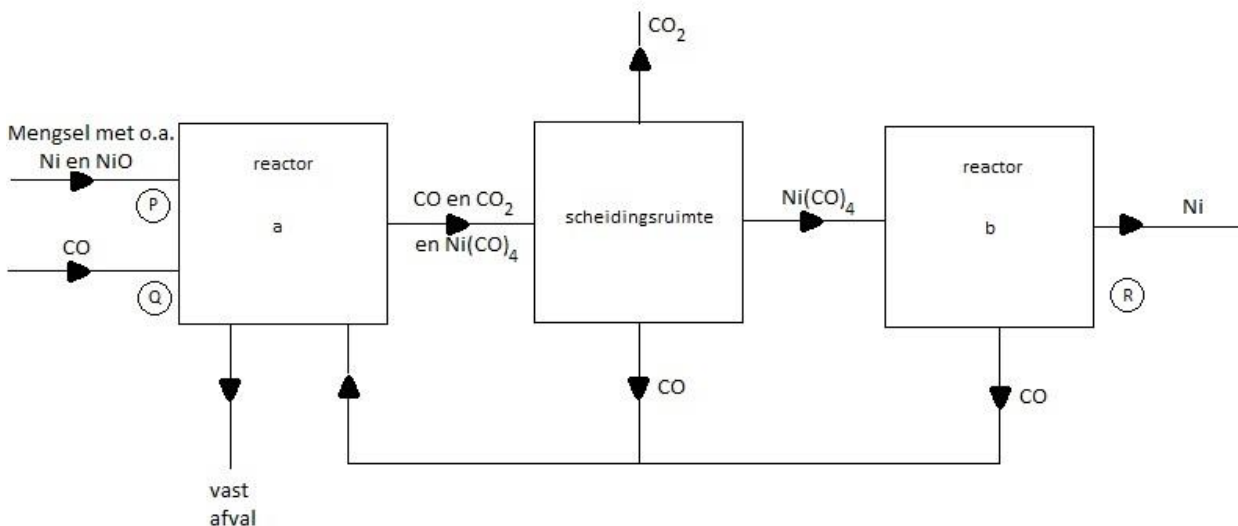 CO₂
Mengsel met o.a.
Ni en NiO
P
CO
Q
reactor
a
CO en CO₂
en Ni(CO)₄
scheidingsruimte
Ni(CO)₄
reactor
b
Ni
R
CO
CO
vast
afval